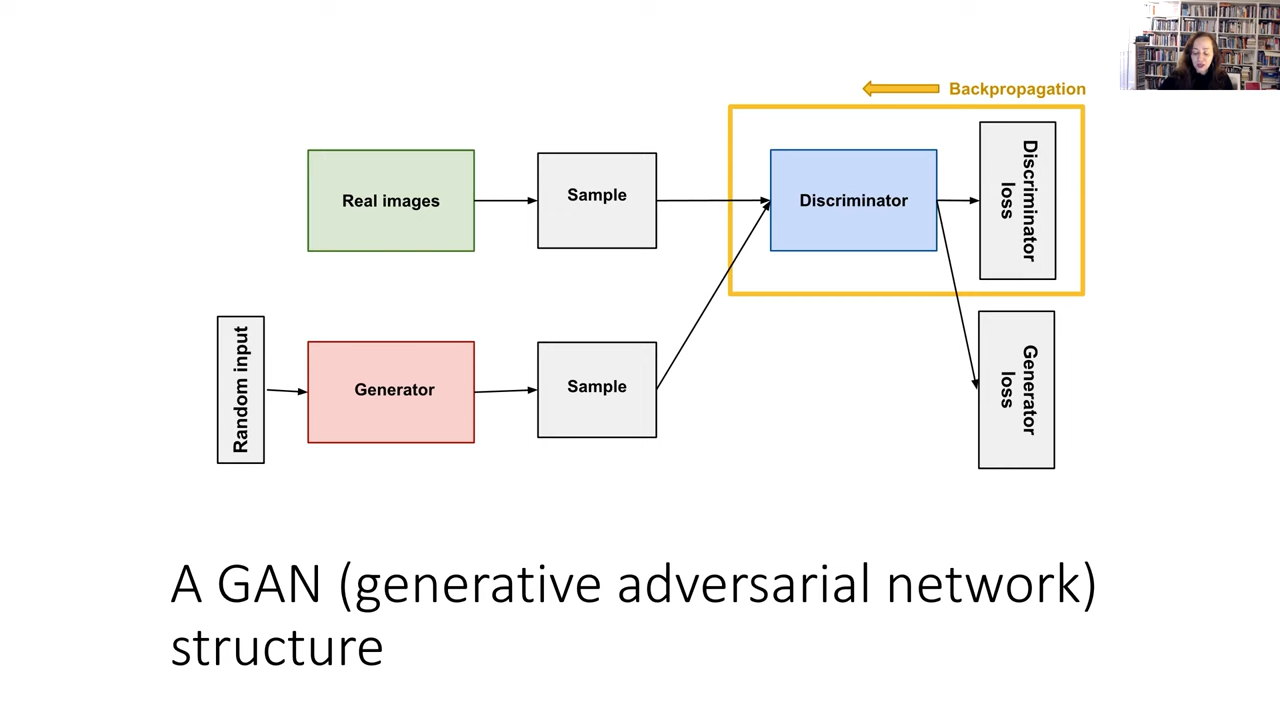 Backpropagation
Real images
Sample
Discriminator
Discriminator
loss
Random input
Generator
Sample
Generator
loss
A GAN (generative adversarial network)
structure